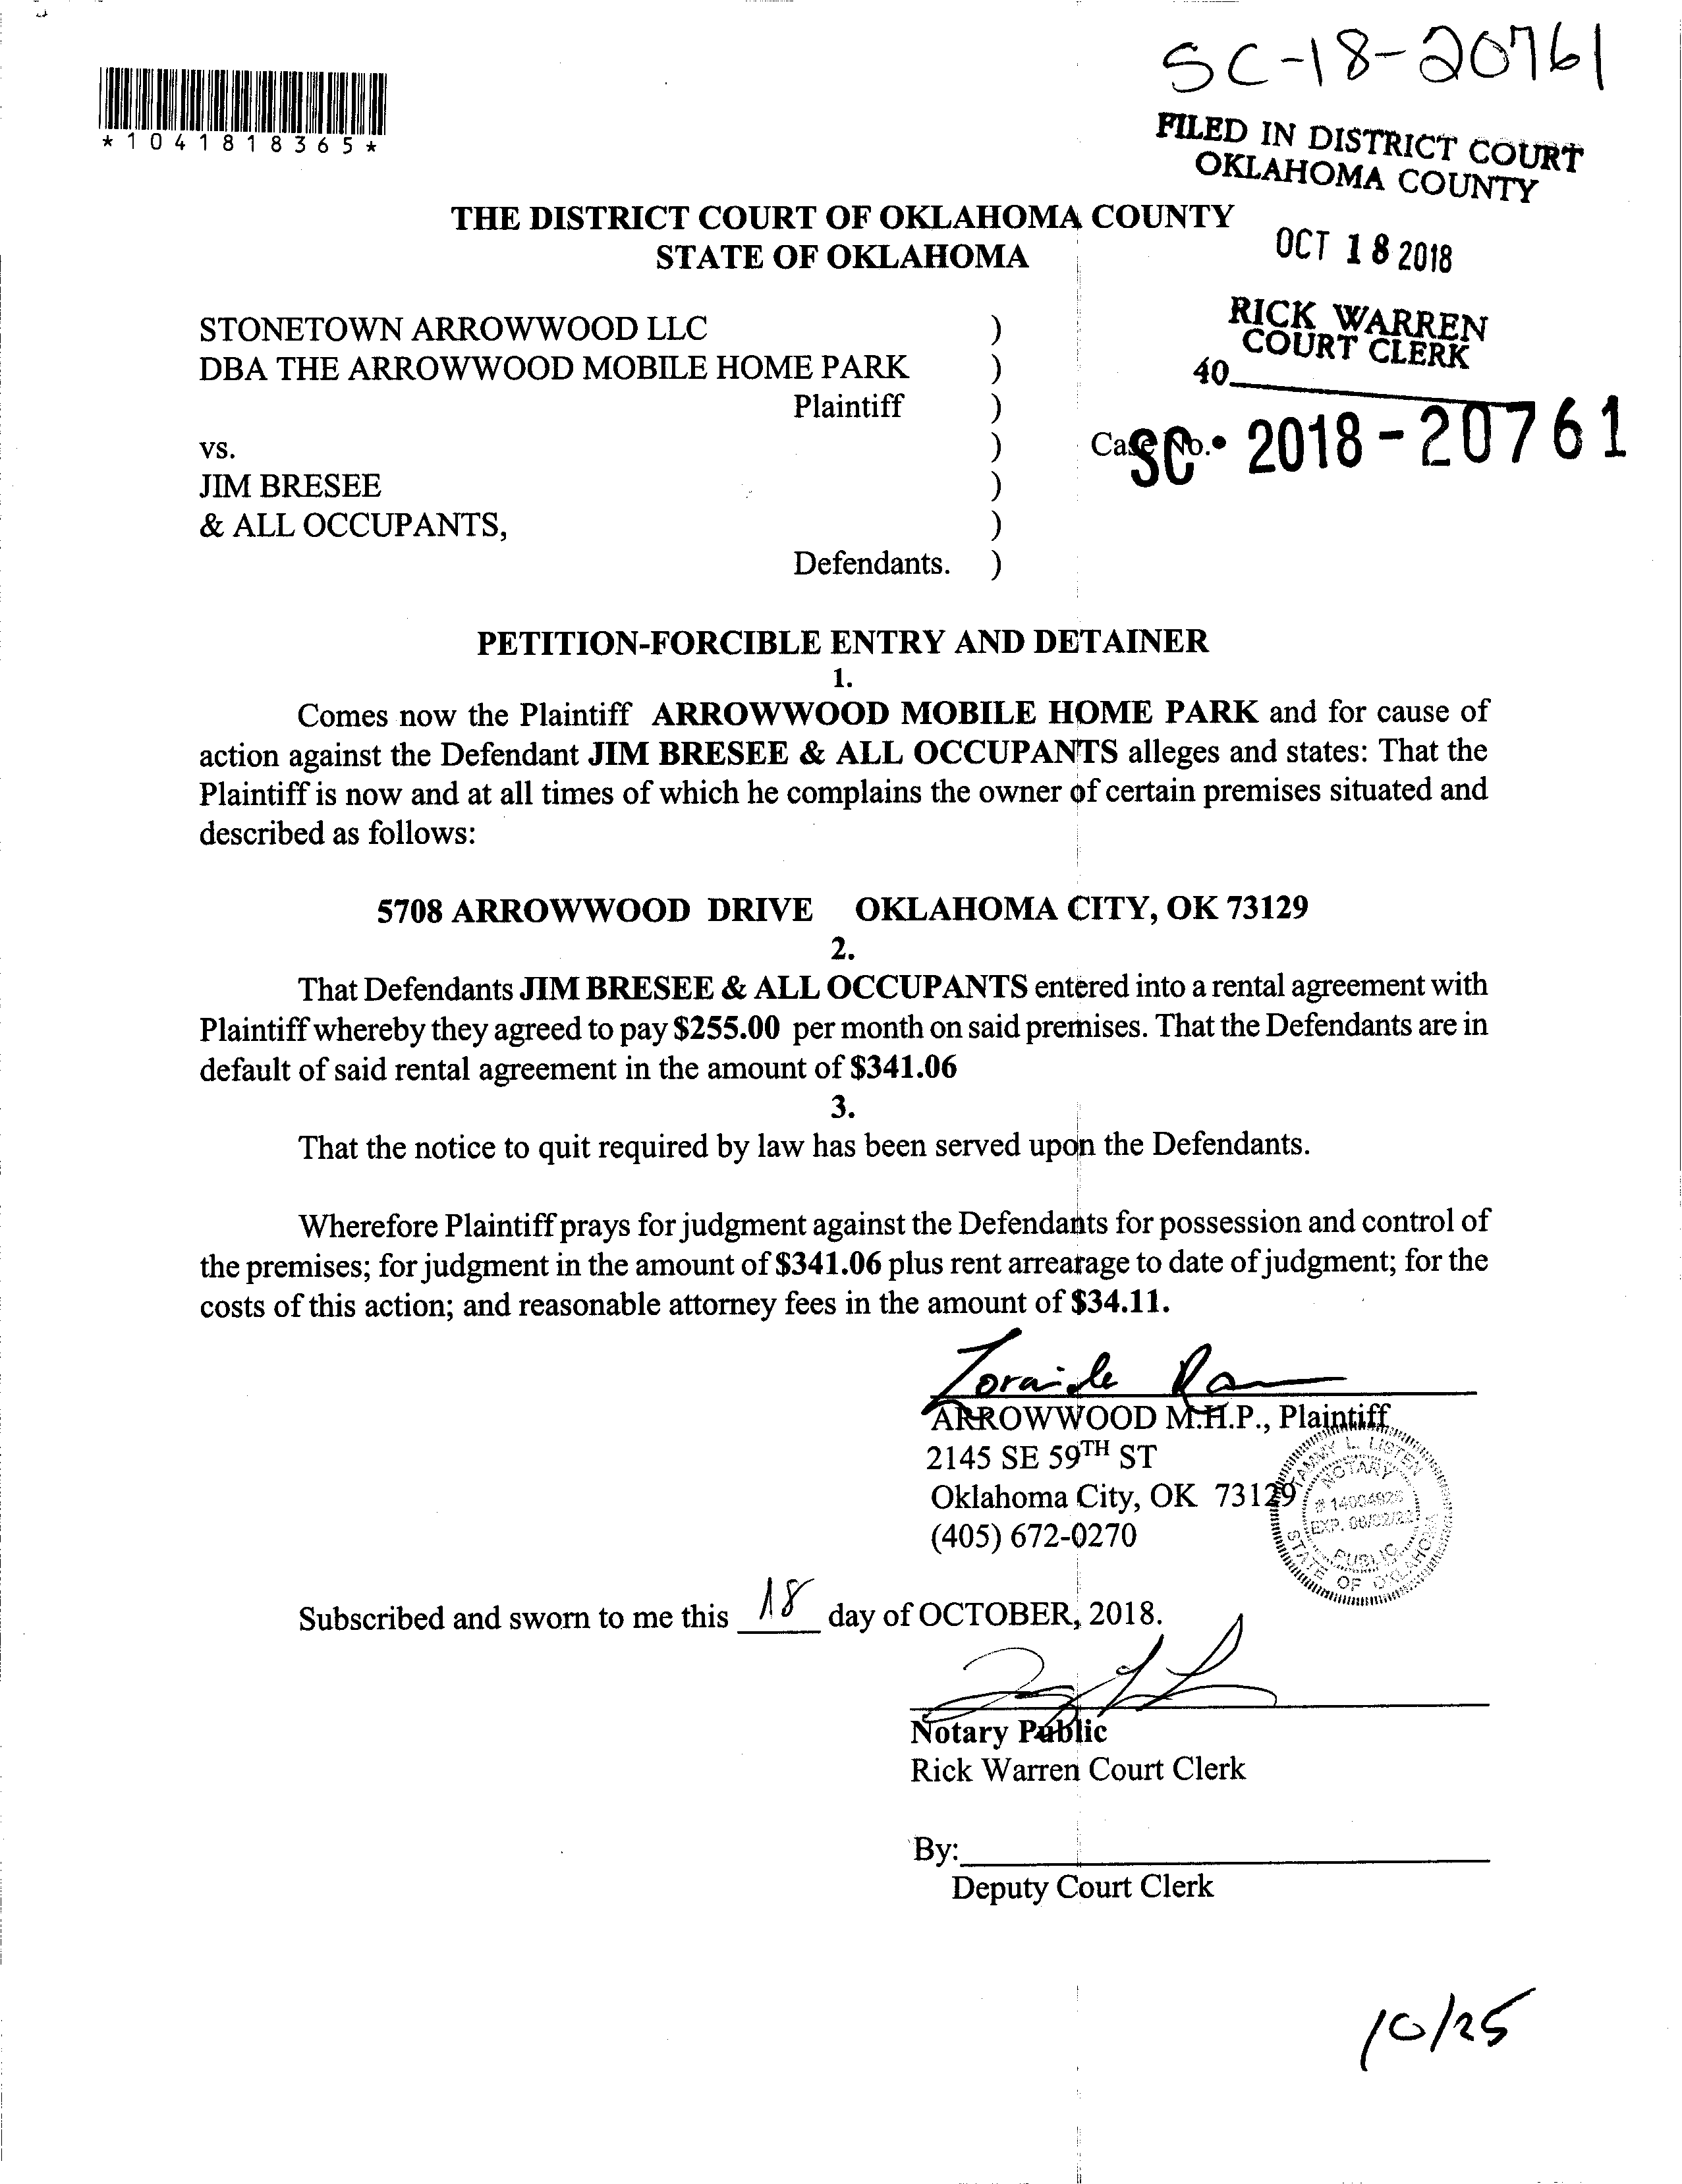 SC-18-20761
*1041818365*
FILED IN DISTRICT COURT
OKLAHOMA COUNTY
THE DISTRICT COURT OF OKLAHOMA COUNTY
STATE OF OKLAHOMA
OCT 18 2018
RICK WARREN
COURT CLERK
40
STONETOWN ARROWWOOD LLC )
DBA THE ARROWWOOD MOBILE HOME PARK )
Plaintiff )
vs. ) Case No. SC • 2018-20761
JIM BRESEE )
& ALL OCCUPANTS, )
Defendants. )
PETITION-FORCIBLE ENTRY AND DETAINER
1.
Comes now the Plaintiff ARROWWOOD MOBILE HOME PARK and for cause of
action against the Defendant JIM BRESEE & ALL OCCUPANTS alleges and states: That the
Plaintiff is now and at all times of which he complains the owner of certain premises situated and
described as follows:
5708 ARROWWOOD DRIVE OKLAHOMA CITY, OK 73129
2.
That Defendants JIM BRESEE & ALL OCCUPANTS entered into a rental agreement with
Plaintiff whereby they agreed to pay $255.00 per month on said premises. That the Defendants are in
default of said rental agreement in the amount of $341.06
3.
That the notice to quit required by law has been served upon the Defendants.
Wherefore Plaintiff prays for judgment against the Defendants for possession and control of
the premises; for judgment in the amount of $341.06 plus rent arrearage to date of judgment; for the
costs of this action; and reasonable attorney fees in the amount of $34.11.
ARROWWOOD M.H.P., Plaintiff
2145 SE 59TH ST
Oklahoma City, OK 73129
(405) 672-0270
TAMMY L. LISTEN
NOTARY
EXP.
PUBLIC
STATE OF OKLAHOMA
Subscribed and sworn to me this 18 day of OCTOBER, 2018.
Notary Public
Rick Warren Court Clerk
By:
Deputy Court Clerk
10/25